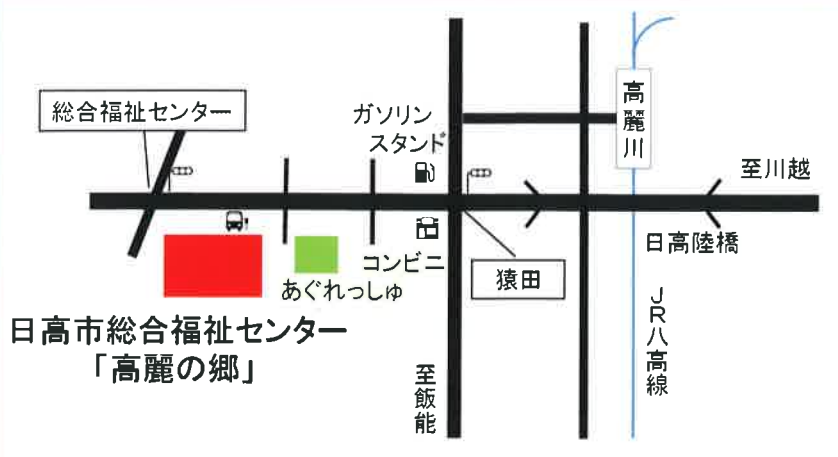 総合福祉センター
ガソリン
スタンド
高麗川
至川越
日高陸橋
コンビニ
猿田
あぐれっしゅ
JR八高線
日高市総合福祉センター
「高麗の郷」
至飯能